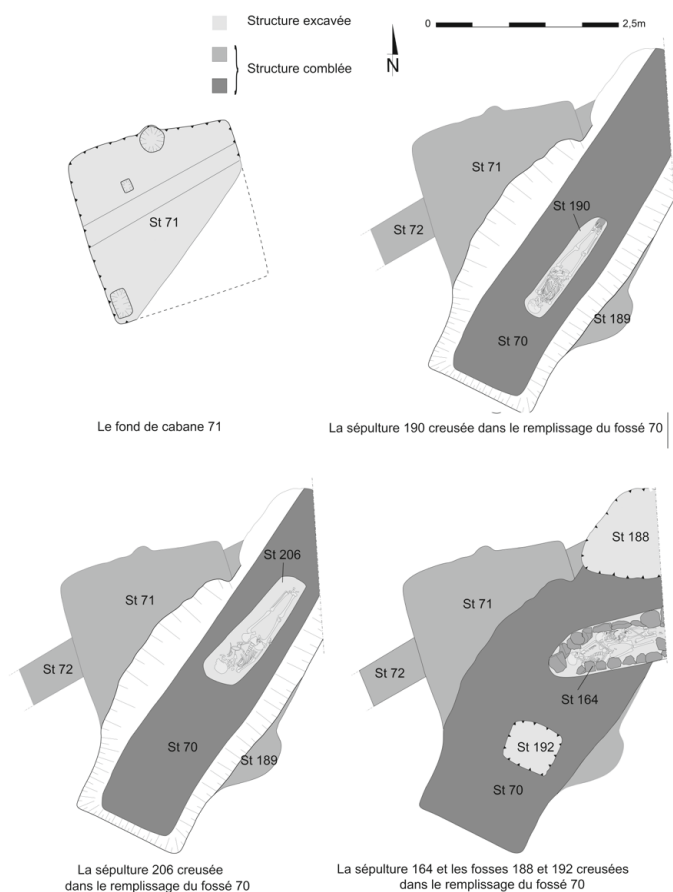 Structure excavée
Structure comblée
0 2,5m
N
St 71
Le fond de cabane 71
St 71
St 190
St 72
St 189
St 70
La sépulture 190 creusée dans le remplissage du fossé 70
St 206
St 71
St 72
St 70
St 189
La sépulture 206 creusée
dans le remplissage du fossé 70
St 188
St 71
St 72
St 164
St 192
St 70
La sépulture 164 et les fosses 188 et 192 creusées
dans le remplissage du fossé 70